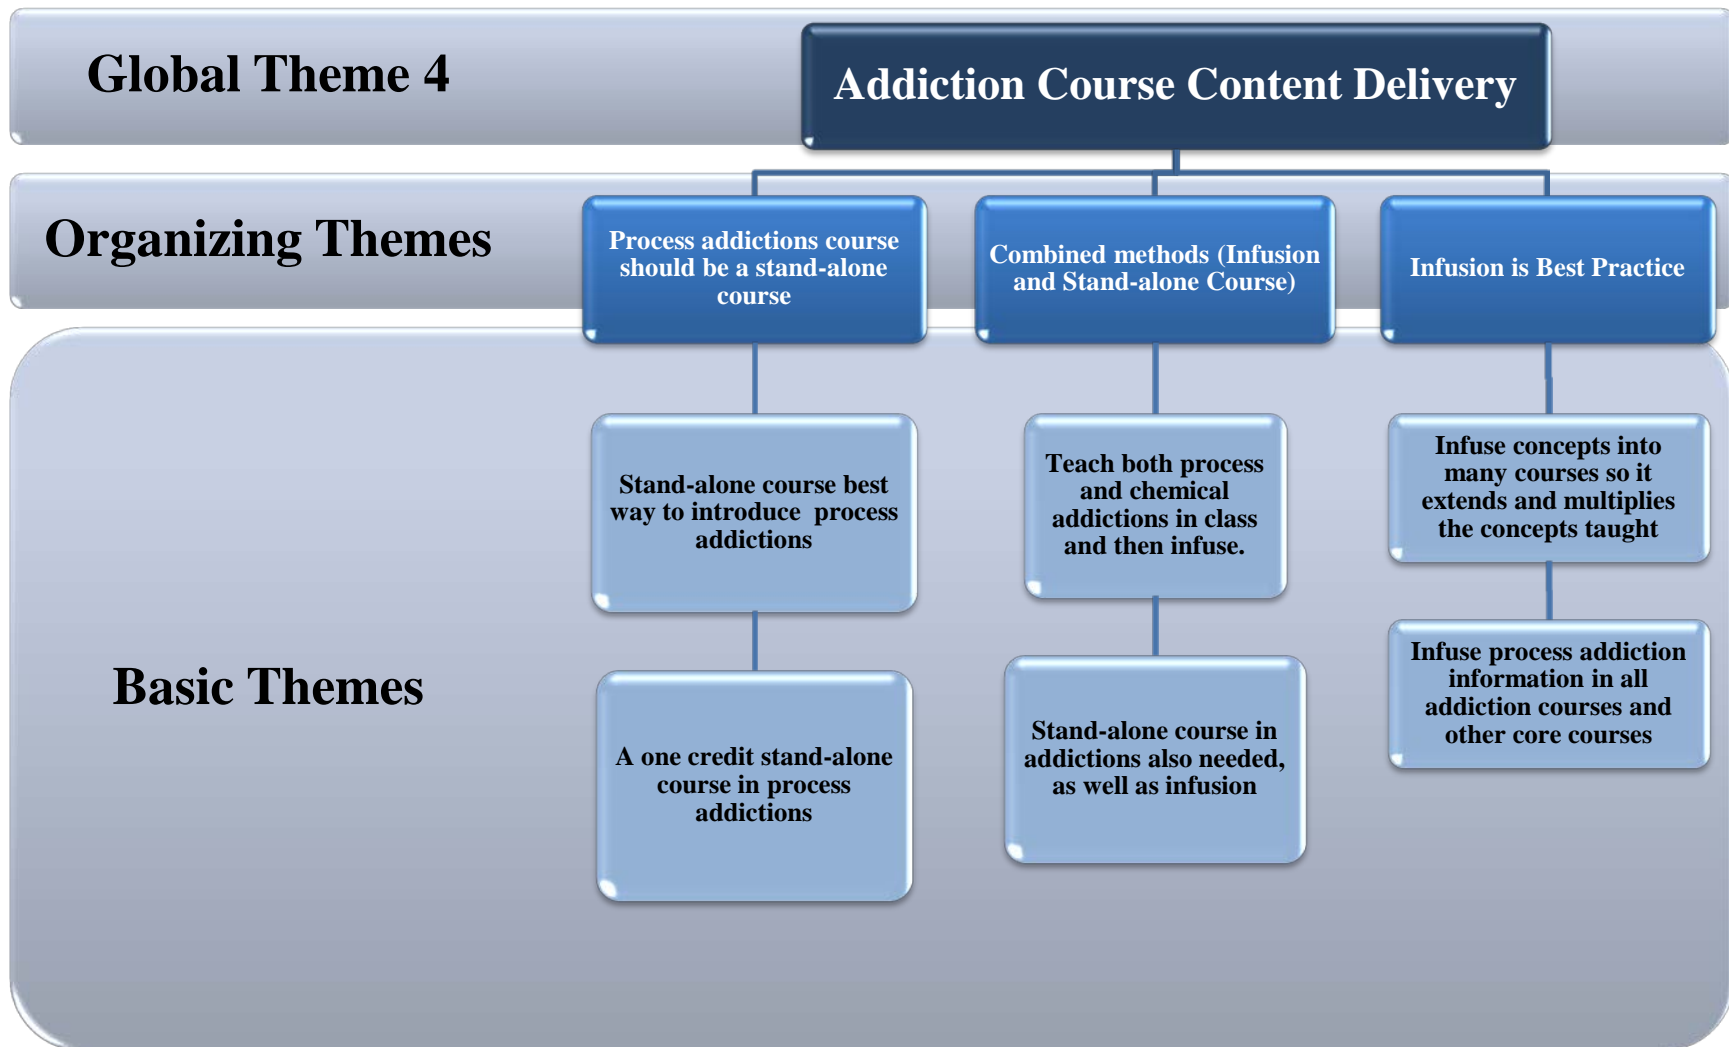 Global Theme 4
Addiction Course Content Delivery
Organizing Themes
Process addictions course
should be a stand-alone
course
Combined methods (Infusion
and Stand-alone Course)
Infusion is Best Practice
Basic Themes
Stand-alone course best
way to introduce  process
addictions
A one credit stand-alone
course in process
addictions
Teach both process
and chemical
addictions in class
and then infuse.
Stand-alone course in
addictions also needed,
as well as infusion
Infuse concepts into
many courses so it
extends and multiplies
the concepts taught
Infuse process addiction
information in all
addiction courses and
other core courses